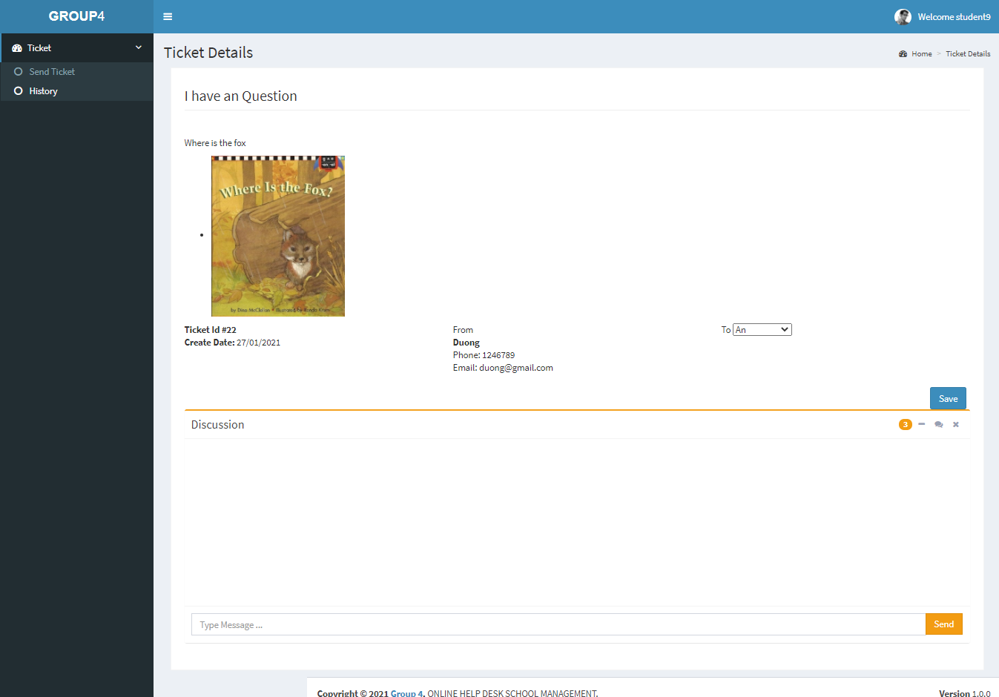 GROUP4
Welcome student9
Ticket
Send Ticket
History
Ticket Details
Home > Ticket Details
I have an Question
Where is the fox
Where Is the Fox?
by Dina McClellan • Illustrated by
Ticket Id #22
Create Date: 27/01/2021
From
Duong
Phone: 1246789
Email: duong@gmail.com
To An
Save
Discussion
3
Type Message ...
Send
Copyright © 2021 Group 4. ONLINE HELP DESK SCHOOL MANAGEMENT.
Version 1.0.0